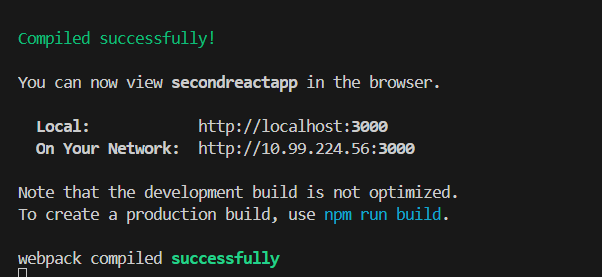 Compiled successfully!
You can now view secondreactapp in the browser.
Local: http://localhost:3000
On Your Network: http://10.99.224.56:3000
Note that the development build is not optimized.
To create a production build, use npm run build.
webpack compiled successfully